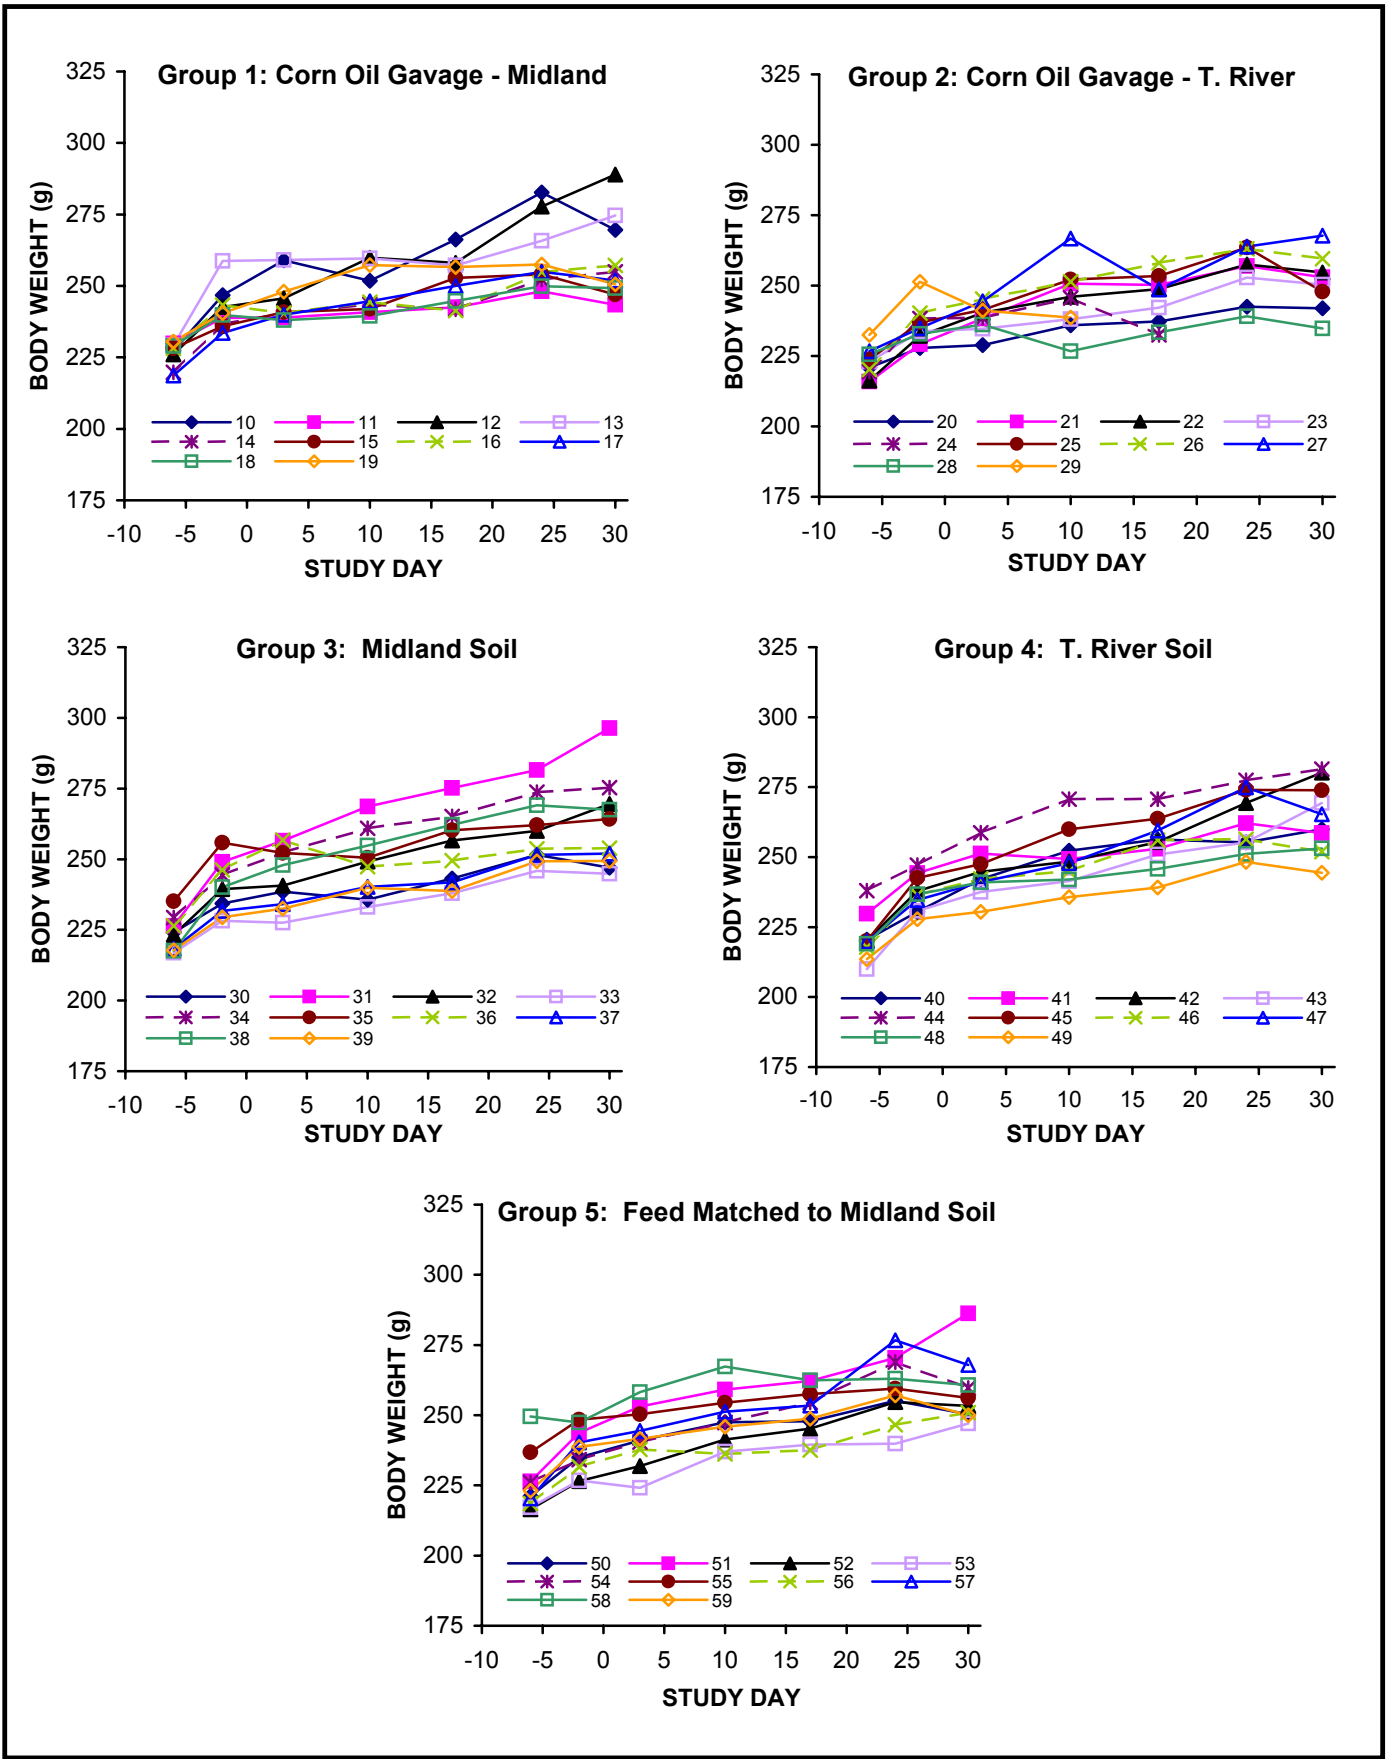 Group 1: Corn Oil Gavage - Midland
325
300
275
250
225
200
175
BODY WEIGHT (g)
10 11 12 13
14 15 16 17
18 19
-10 -5 0 5 10 15 20 25 30
STUDY DAY
Group 2: Corn Oil Gavage - T. River
325
300
275
250
225
200
175
BODY WEIGHT (g)
20 21 22 23
24 25 26 27
28 29
-10 -5 0 5 10 15 20 25 30
STUDY DAY
Group 3: Midland Soil
325
300
275
250
225
200
175
BODY WEIGHT (g)
30 31 32 33
34 35 36 37
38 39
-10 -5 0 5 10 15 20 25 30
STUDY DAY
Group 4: T. River Soil
325
300
275
250
225
200
175
BODY WEIGHT (g)
40 41 42 43
44 45 46 47
48 49
-10 -5 0 5 10 15 20 25 30
STUDY DAY
Group 5: Feed Matched to Midland Soil
325
300
275
250
225
200
175
BODY WEIGHT (g)
50 51 52 53
54 55 56 57
58 59
-10 -5 0 5 10 15 20 25 30
STUDY DAY